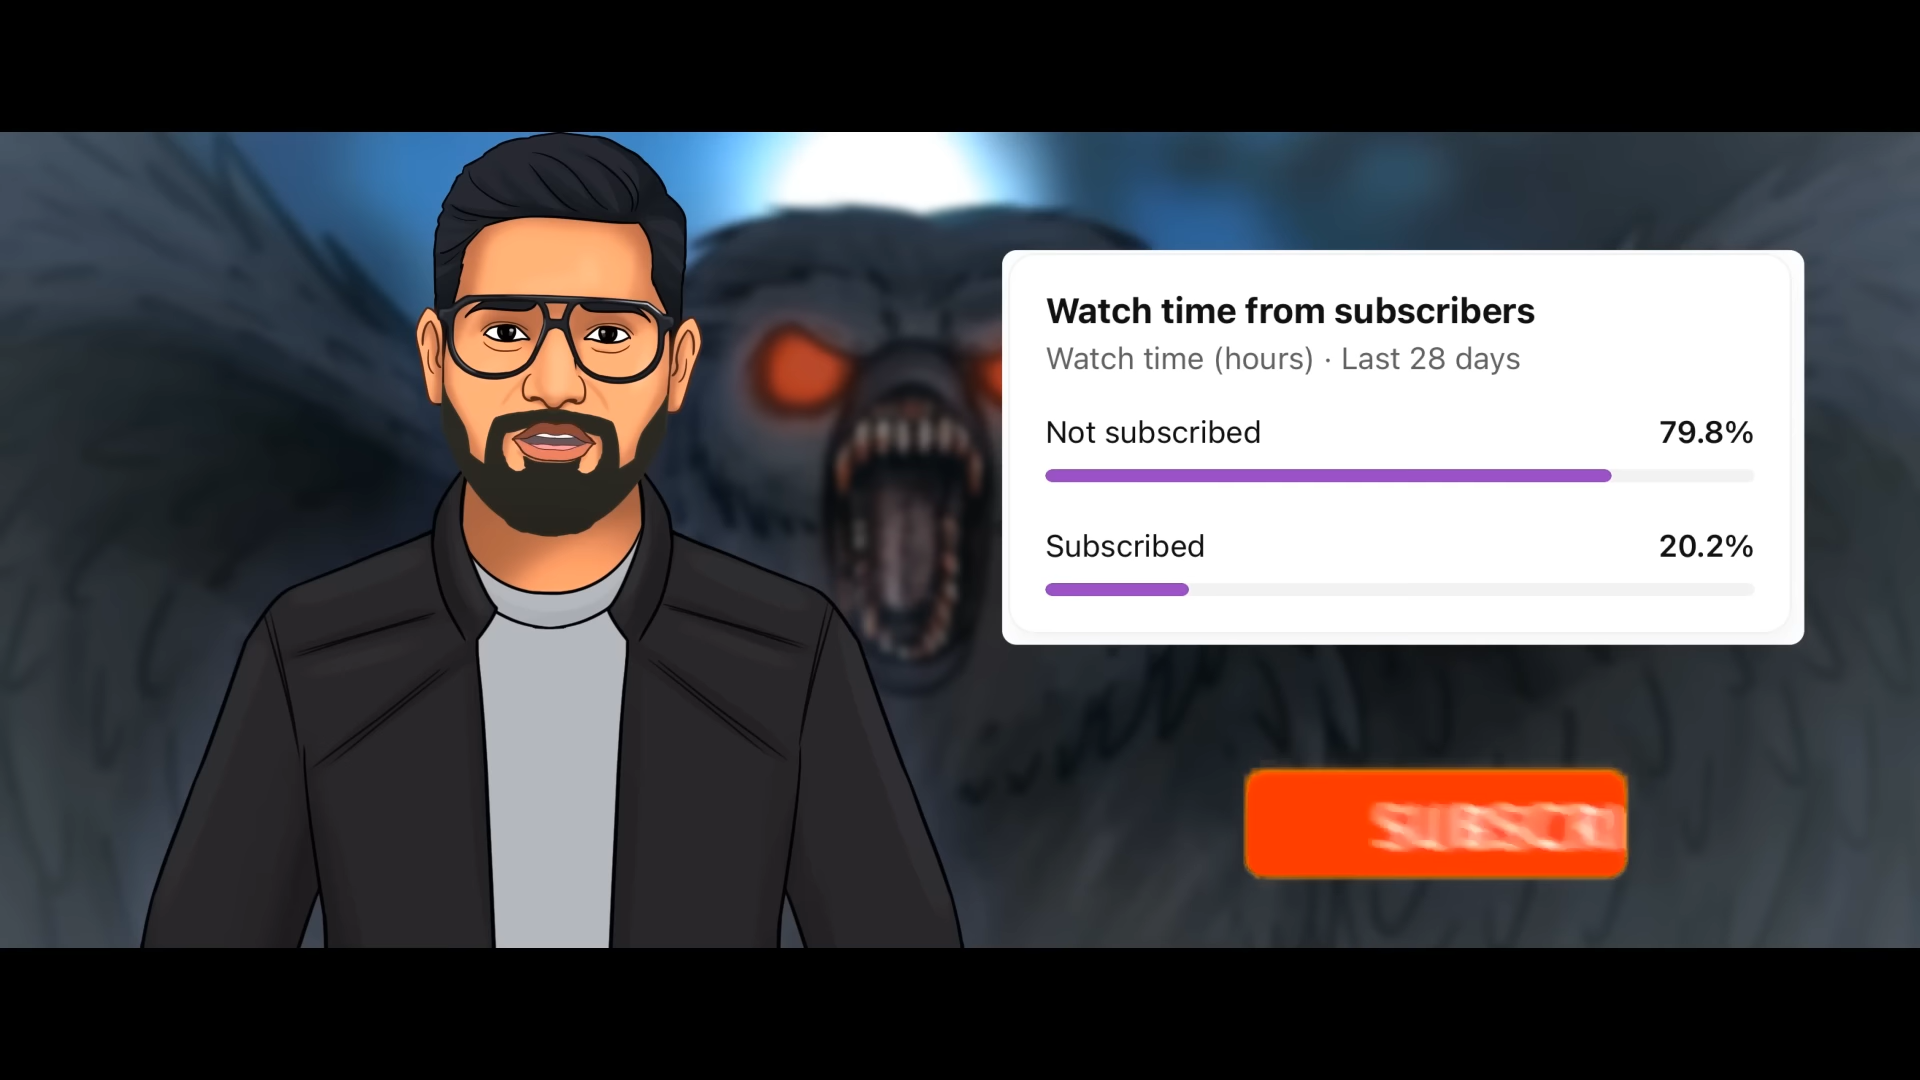 Watch time from subscribers
Watch time (hours) · Last 28 days
Not subscribed 79.8%
Subscribed 20.2%